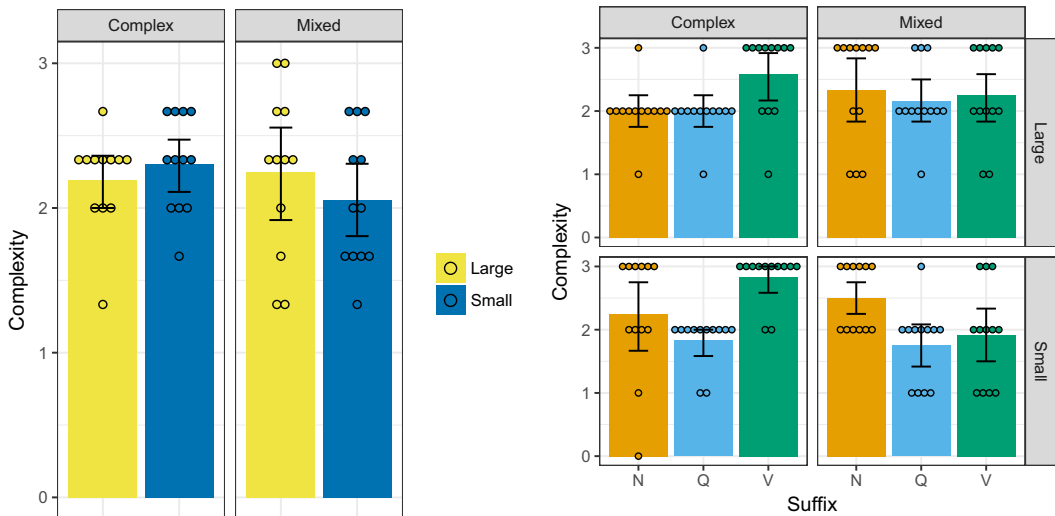 Complex
Mixed
3
2
1
0
Complexity
Large
Small
Complex
Mixed
3
2
1
0
Large
3
2
1
0
Small
Complexity
N
Q
V
N
Q
V
Suffix